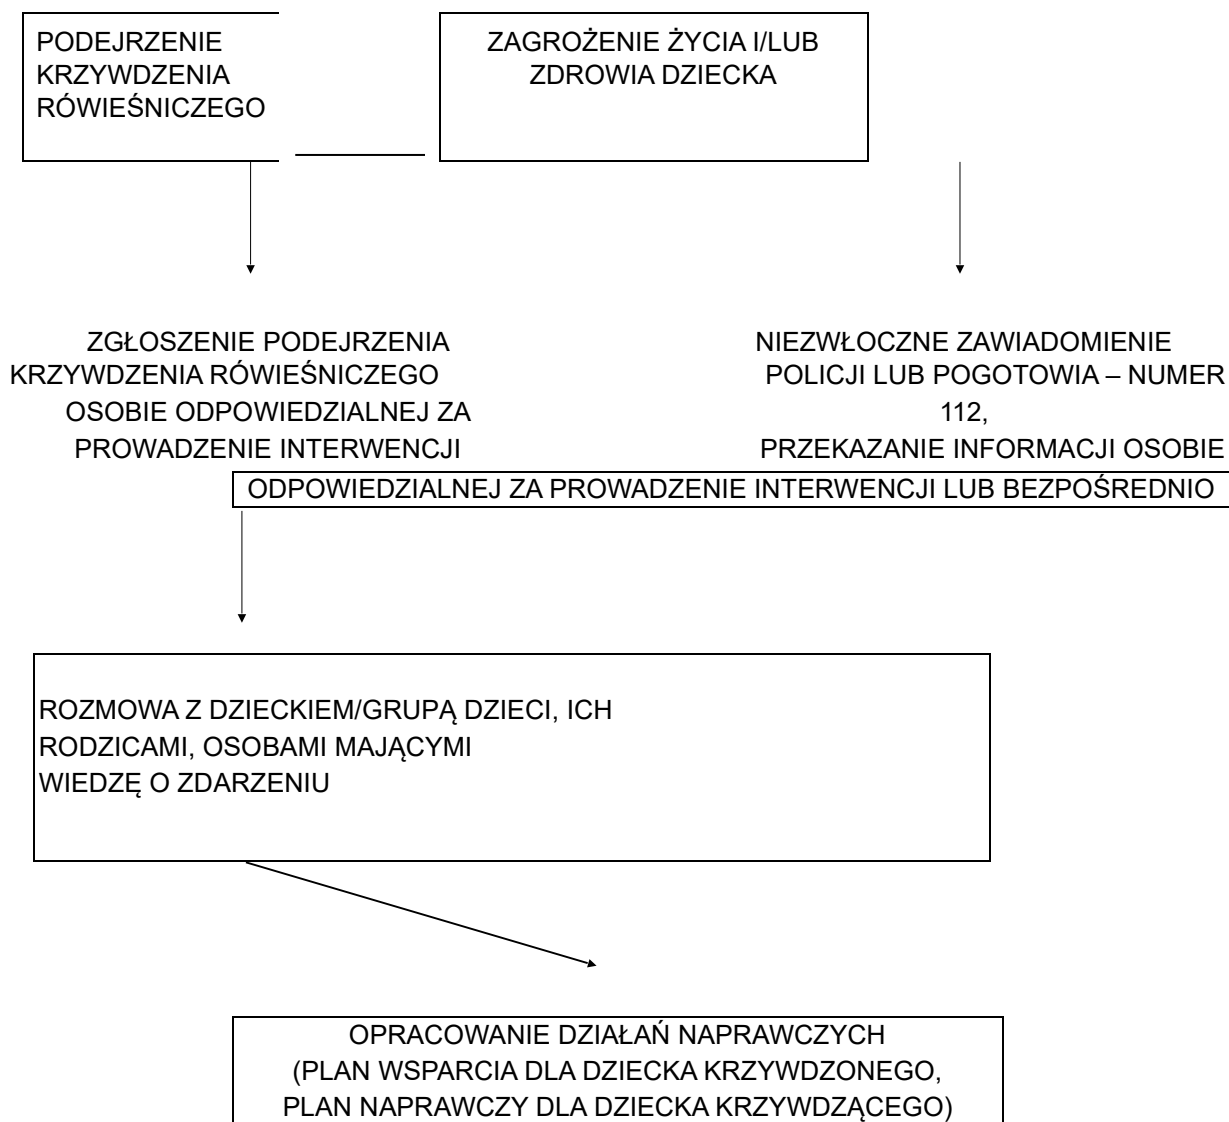 PODEJRZENIE
KRZYWDZENIA
RÓWIEŚNICZEGO
ZAGROŻENIE ŻYCIA I/LUB
ZDROWIA DZIECKA
ZGŁOSZENIE PODEJRZENIA
KRZYWDZENIA RÓWIEŚNICZEGO
OSOBIE ODPOWIEDZIALNEJ ZA
PROWADZENIE INTERWENCJI
NIEZWŁOCZNE ZAWIADOMIENIE
POLICJI LUB POGOTOWIA – NUMER
112,
PRZEKAZANIE INFORMACJI OSOBIE
ODPOWIEDZIALNEJ ZA PROWADZENIE INTERWENCJI LUB BEZPOŚREDNIO
ROZMOWA Z DZIECKIEM/GRUPĄ DZIECI, ICH
RODZICAMI, OSOBAMI MAJĄCYMI
WIEDZĘ O ZDARZENIU
OPRACOWANIE DZIAŁAŃ NAPRAWCZYCH
(PLAN WSPARCIA DLA DZIECKA KRZYWDZONEGO,
PLAN NAPRAWCZY DLA DZIECKA KRZYWDZĄCEGO)